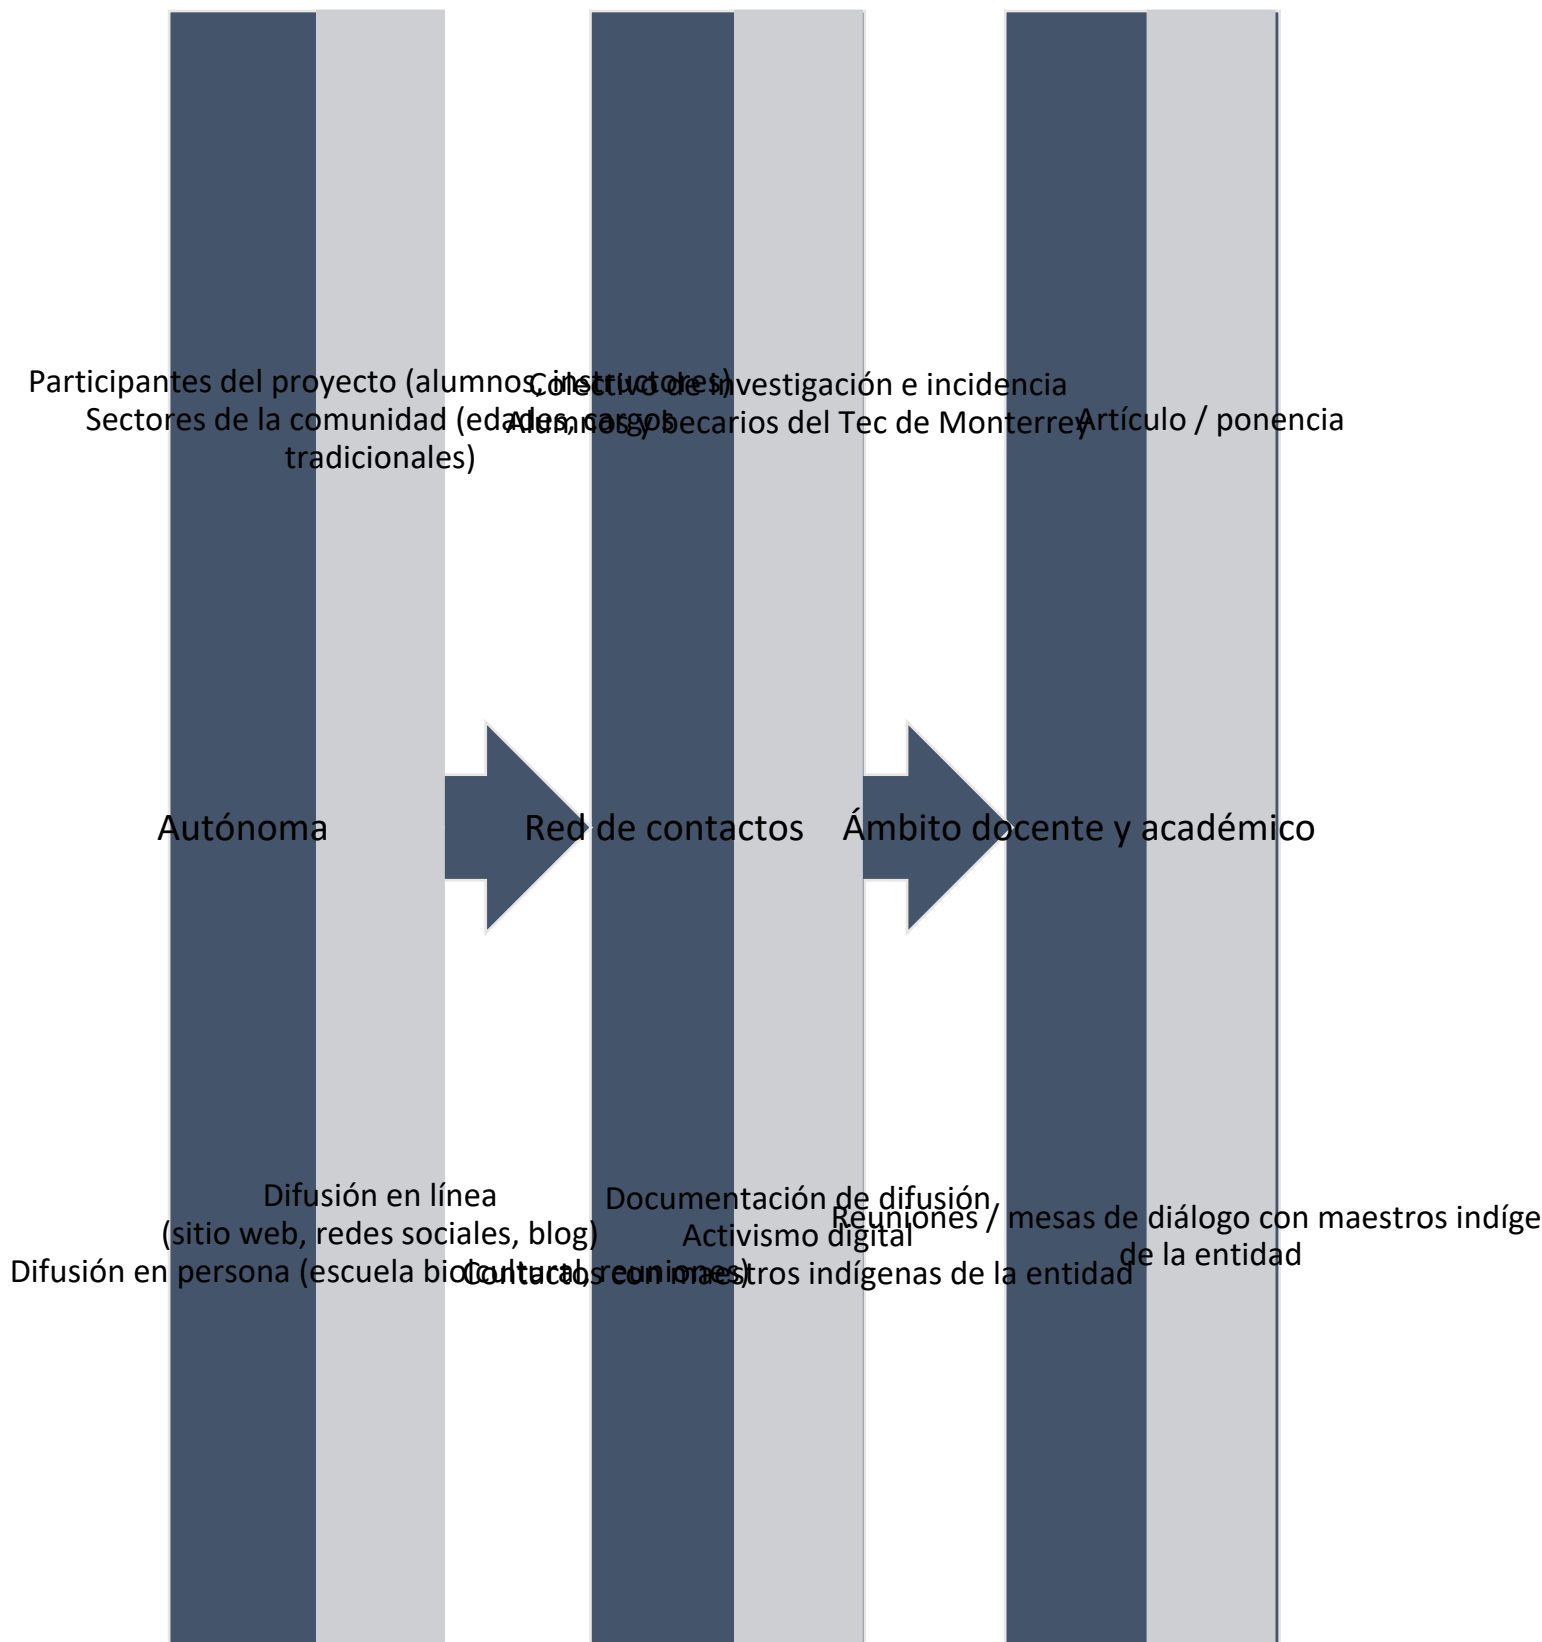 Participantes del proyecto (alumnos, instructores)
Sectores de la comunidad (edades, cargos
tradicionales)
Colectivo de investigación e incidencia
Alumnos y becarios del Tec de Monterrey
Artículo / ponencia
Autónoma
Red de contactos
Ámbito docente y académico
Difusión en línea
(sitio web, redes sociales, blog)
Difusión en persona (escuela biolcultural, reuniones)
Documentación de difusión
Activismo digital
Contactos con maestros indígenas de la entidad
Reuniones / mesas de diálogo con maestros indíge
de la entidad